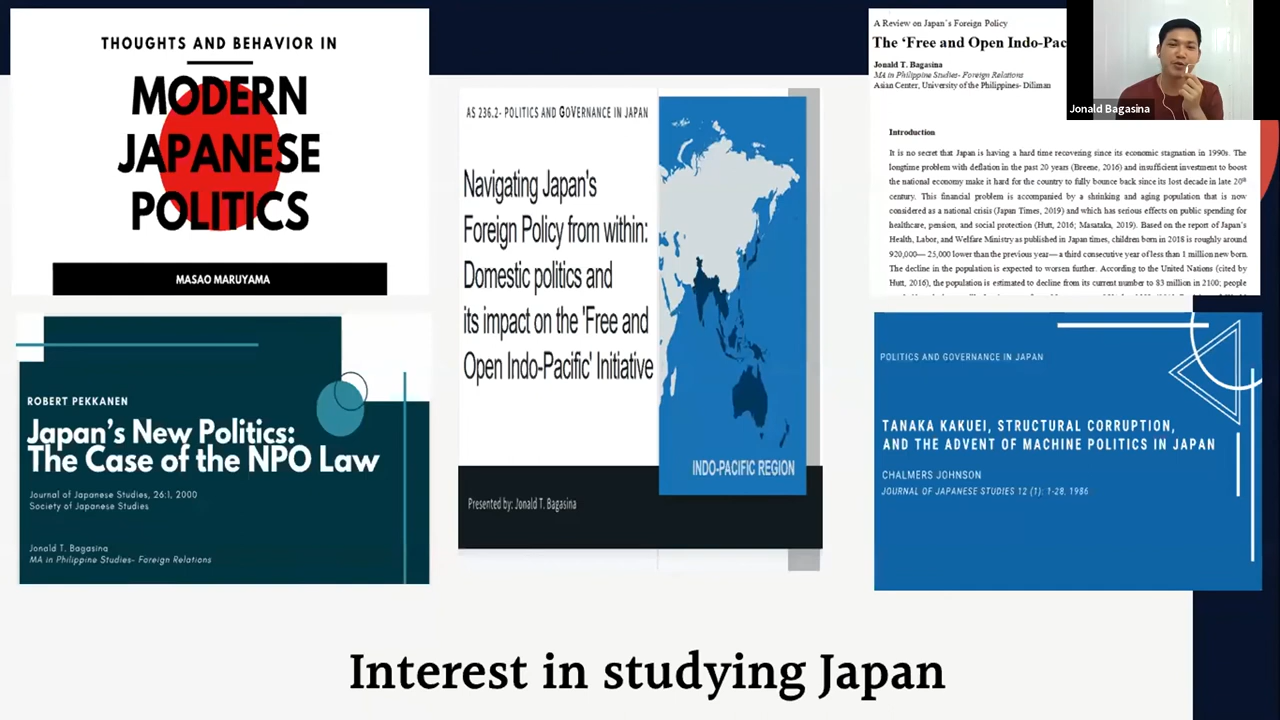 THOUGHTS AND BEHAVIOR IN
MODERN
JAPANESE
POLITICS
MASAO MARUYAMA
ROBERT PEKKANEN
Japan's New Politics:
The Case of the NPO Law
Journal of Japanese Studies, 26:1, 2000
Society of Japanese Studies
Jonald T. Bagasina
MA in Philippine Studies- Foreign Relations
AS 236.2- POLITICS AND GOVERNANCE IN JAPAN
Navigating Japan's
Foreign Policy from within:
Domestic politics and
its impact on the 'Free and
Open Indo-Pacific' Initiative
INDO-PACIFIC REGION
Presented by: Jonald T. Bagasina
A Review on Japan's Foreign Policy
The 'Free and Open Indo-Pac
Jonald T. Bagasina
MA in Philippine Studies- Foreign Relations
Asian Center, University of the Philippines- Diliman
Jonald Bagasina
Introduction
It is no secret that Japan is having a hard time recovering since its economic stagnation in 1990s. The
longtime problem with deflation in the past 20 years (Breene, 2016) and insufficient investment to boost
the national economy make it hard for the country to fully bounce back since its lost decade in late 20th
century. This financial problem is accompanied by a shrinking and aging population that is now
considered as a national crisis (Japan Times, 2019) and which has serious effects on public spending for
healthcare, pension, and social protection (Hutt, 2016; Masataka, 2019). Based on the report of Japan's
Health, Labor, and Welfare Ministry as published in Japan times, children born in 2018 is roughly around
920,000— 25,000 lower than the previous year— a third consecutive year of less than 1 million new born.
The decline in the population is expected to worsen further. According to the United Nations (cited by
Hutt, 2016), the population is estimated to decline from its current number to 83 million in 2100; people
POLITICS AND GOVERNANCE IN JAPAN
TANAKA KAKUEI, STRUCTURAL CORRUPTION,
AND THE ADVENT OF MACHINE POLITICS IN JAPAN
CHALMERS JOHNSON
JOURNAL OF JAPANESE STUDIES 12 (1): 1-28, 1986
Interest in studying Japan